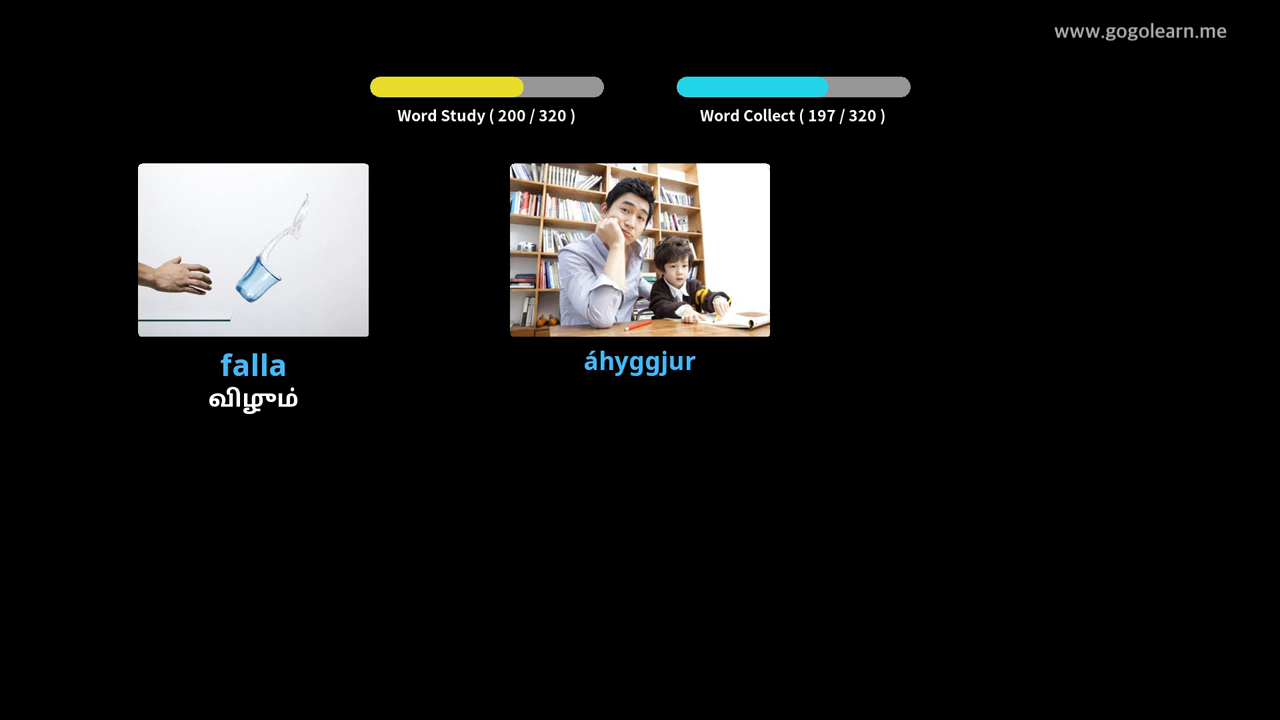 www.gogolearn.me
Word Study ( 200 / 320 )
Word Collect ( 197 / 320 )
falla
விழும்
áhyggjur